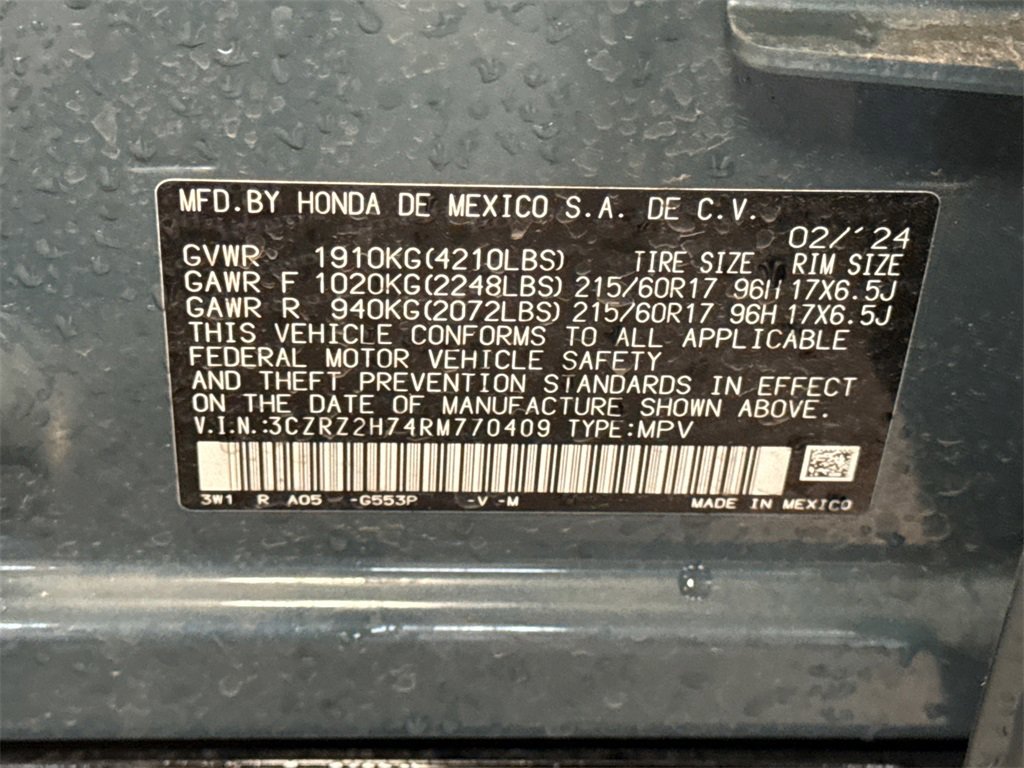 MFD.BY HONDA DE MEXICO S.A. DE C.V.
02/'24
GVWR 1910KG(4210LBS) TIRE SIZE RIM SIZE
GAWR F 1020KG(2248LBS) 215/60R17 96H 17X6.5J
GAWR R 940KG(2072LBS) 215/60R17 96H 17X6.5J
THIS VEHICLE CONFORMS TO ALL APPLICABLE
FEDERAL MOTOR VEHICLE SAFETY
AND THEFT PREVENTION STANDARDS IN EFFECT
ON THE DATE OF MANUFACTURE SHOWN ABOVE.
V.I.N.:3CZRZ2H74RM770409 TYPE:MPV
3W1 R A05 -G553P -V -M MADE IN MEXICO